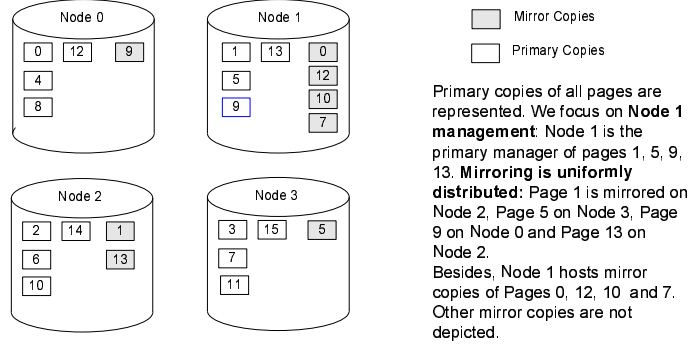 Node 0
0 12 9
4
8
Node 1
1 13 0
12
5
10
9
7
Node 2
2 14 1
6 13
10
Node 3
3 15 5
7
11
Mirror Copies
Primary Copies
Primary copies of all pages are
represented. We focus on Node 1
management: Node 1 is the
primary manager of pages 1, 5, 9,
13. Mirroring is uniformly
distributed: Page 1 is mirrored on
Node 2, Page 5 on Node 3, Page
9 on Node 0 and Page 13 on
Node 2.
Besides, Node 1 hosts mirror
copies of Pages 0, 12, 10 and 7.
Other mirror copies are not
depicted.